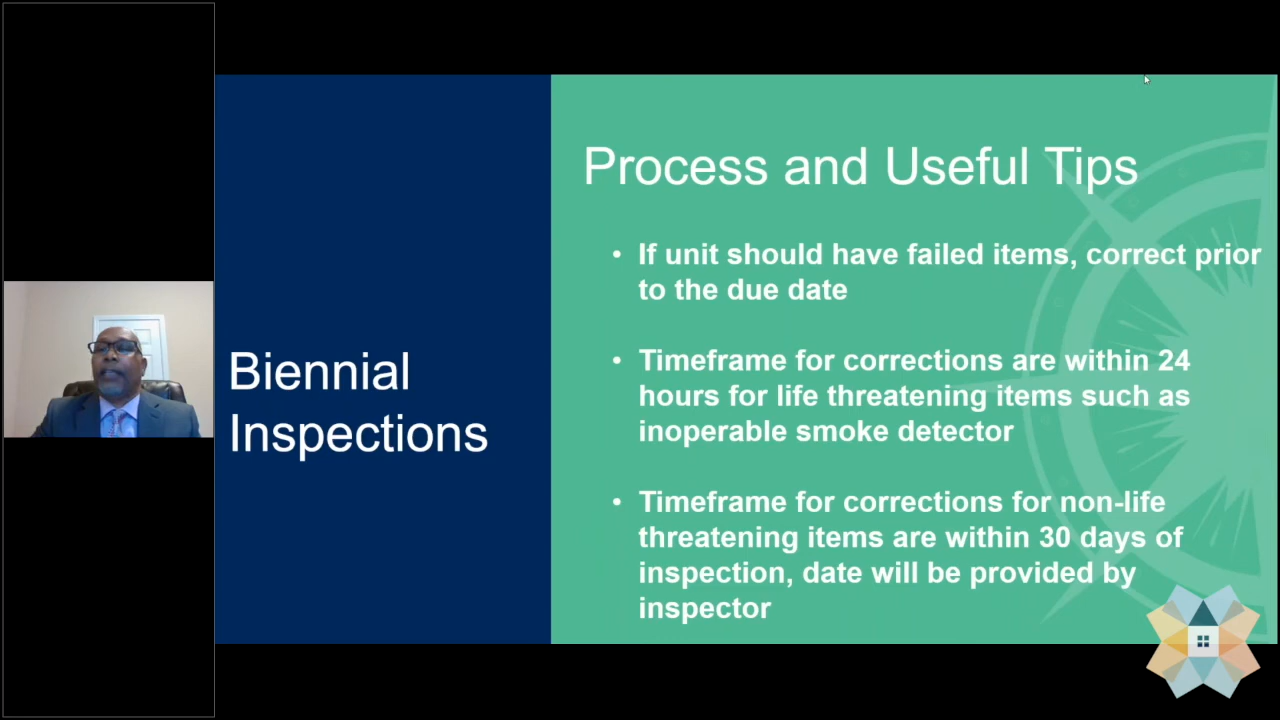 Biennial
Inspections
Process and Useful Tips
• If unit should have failed items, correct prior
to the due date
• Timeframe for corrections are within 24
hours for life threatening items such as
inoperable smoke detector
• Timeframe for corrections for non-life
threatening items are within 30 days of
inspection, date will be provided by
inspector